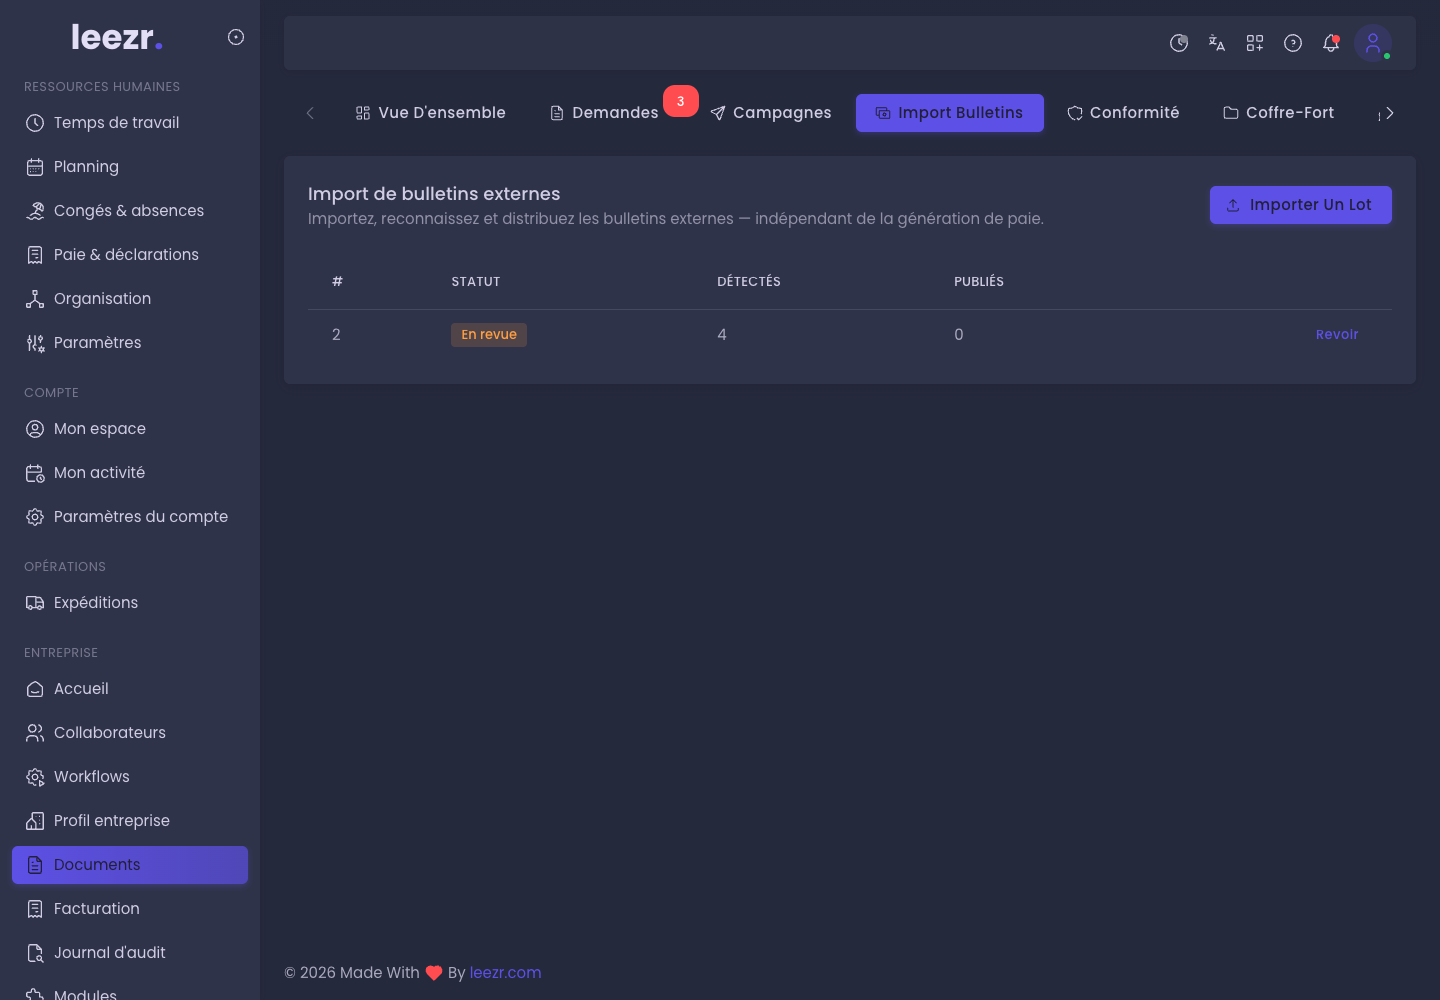 leezr.
RESSOURCES HUMAINES
Temps de travail
Planning
Congés & absences
Paie & déclarations
Organisation
Paramètres
COMPTE
Mon espace
Mon activité
Paramètres du compte
OPÉRATIONS
Expéditions
ENTREPRISE
Accueil
Collaborateurs
Workflows
Profil entreprise
Documents
Facturation
Journal d'audit
Modules
Vue D'ensemble
Demandes 3
Campagnes
Import Bulletins
Conformité
Coffre-Fort
Import de bulletins externes
Importez, reconnaissez et distribuez les bulletins externes — indépendant de la génération de paie.
Importer Un Lot
# STATUT DÉTECTÉS PUBLIÉS
2 En revue 4 0 Revoir
© 2026 Made With By leezr.com